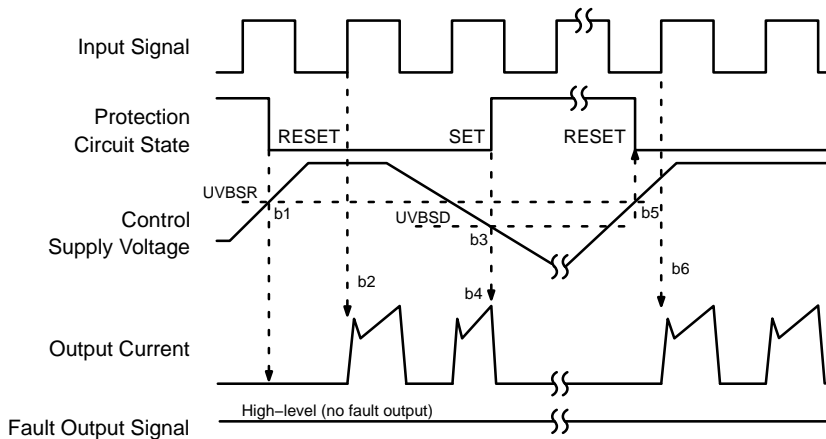 Input Signal
Protection
Circuit State
RESET
SET
RESET
UVBSR
b1
UVBSD
b3
b5
Control
Supply Voltage
b2
b4
b6
Output Current
High−level (no fault output)
Fault Output Signal